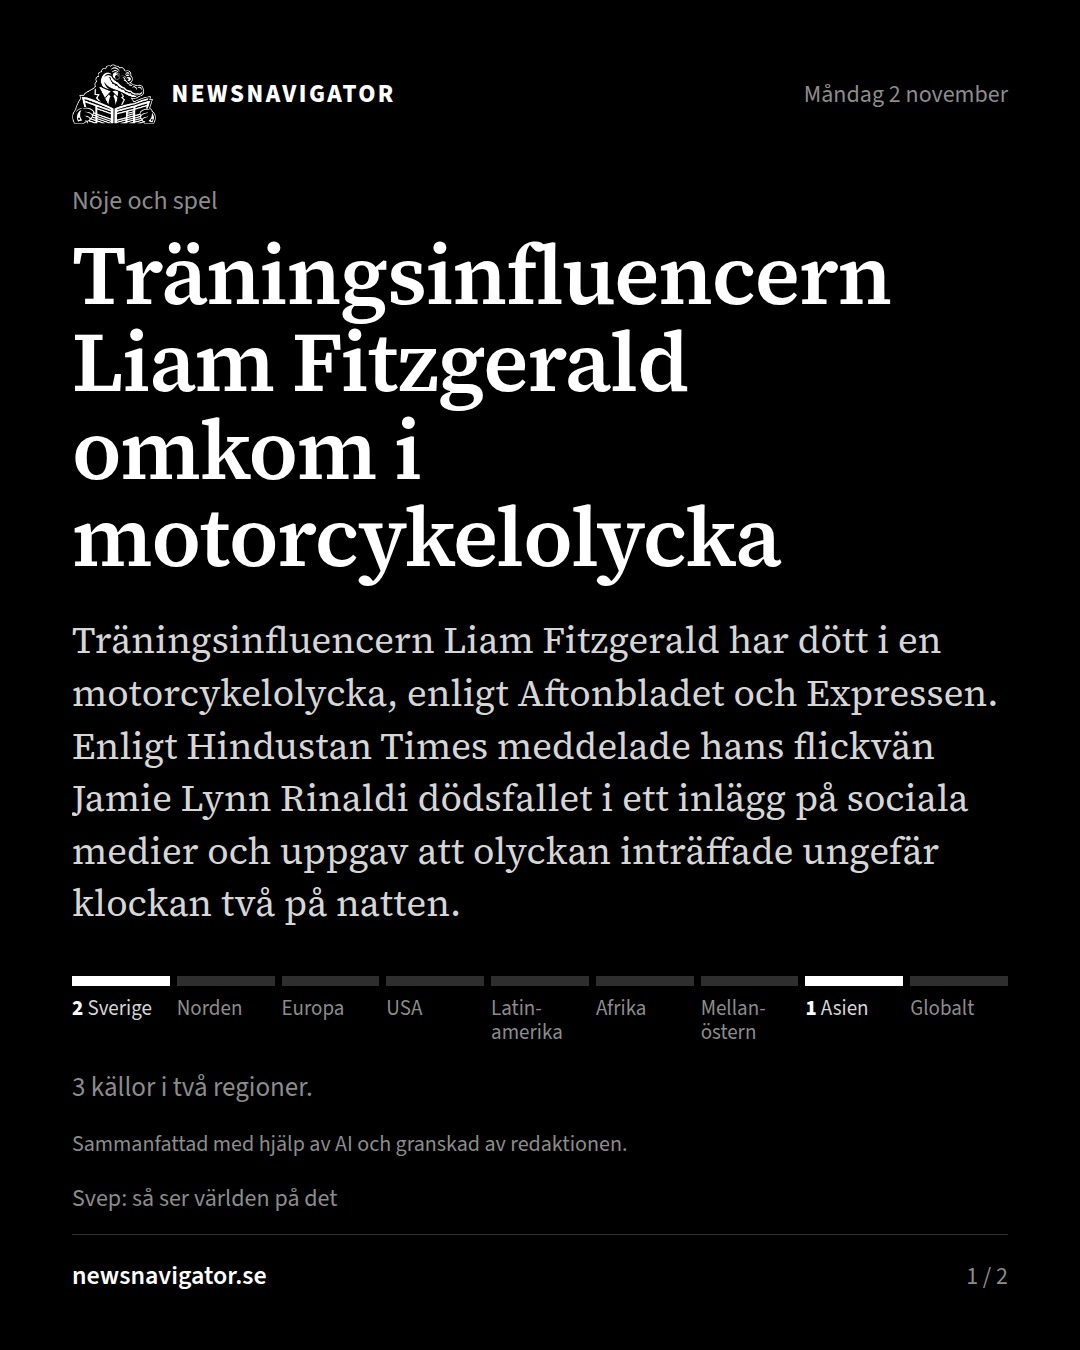 NEWSNAVIGATOR
Måndag 2 november
Nöje och spel
Träningsinfluencern
Liam Fitzgerald
omkom i
motorcykelolycka
Träningsinfluencern Liam Fitzgerald har dött i en
motorcykelolycka, enligt Aftonbladet och Expressen.
Enligt Hindustan Times meddelade hans flickvän
Jamie Lynn Rinaldi dödsfallet i ett inlägg på sociala
medier och uppgav att olyckan inträffade ungefär
klockan två på natten.
2 Sverige
Norden
Europa
USA
Latin-
amerika
Afrika
Mellan-
östern
1 Asien
Globalt
3 källor i två regioner.
Sammanfattad med hjälp av AI och granskad av redaktionen.
Svep: så ser världen på det
newsnavigator.se
1 / 2